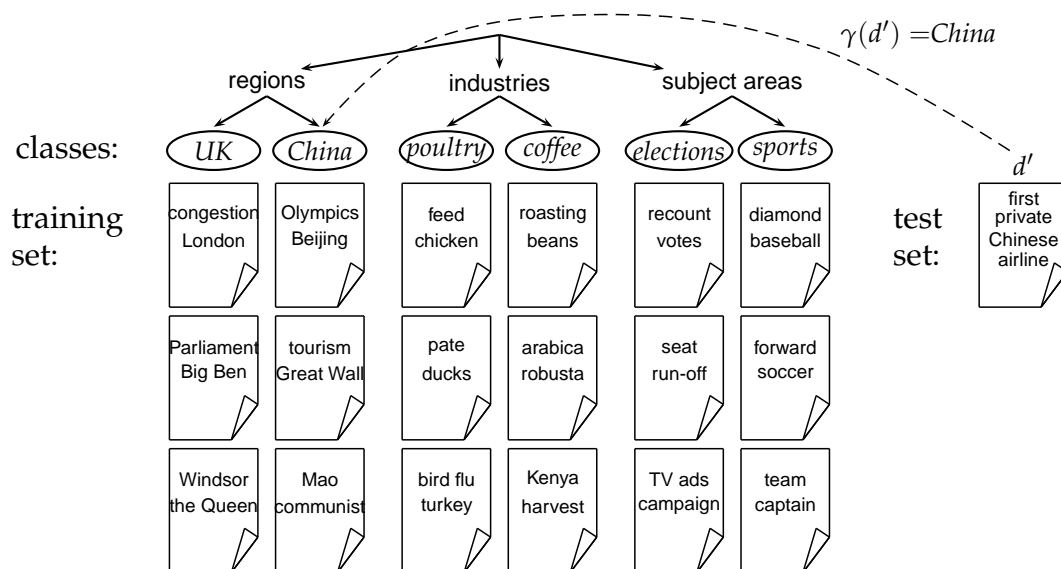 γ(d′) =China
regions industries subject areas
classes: UK China poultry coffee elections sports
d′
training set:
congestion London
Olympics Beijing
feed chicken
roasting beans
recount votes
diamond baseball
test set:
first private Chinese airline
Parliament Big Ben
tourism Great Wall
pate ducks
arabica robusta
seat run-off
forward soccer
Windsor the Queen
Mao communist
bird flu turkey
Kenya harvest
TV ads campaign
team captain